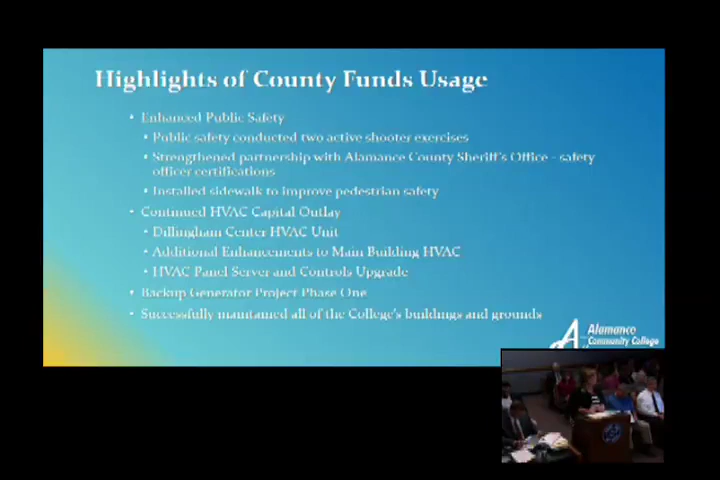 Highlights of County Funds Usage
• Enhanced Public Safety
• Public safety conducted two active shooter exercises
• Strengthened partnership with Alamance County Sheriff's Office - safety
officer certifications
• Installed sidewalk to improve pedestrian safety
• Continued HVAC Capital Outlay
• Dillingham Center HVAC Unit
• Additional Enhancements to Main Building HVAC
• HVAC Panel Server and Controls Upgrade
• Backup Generator Project Phase One
• Successfully maintained all of the College's buildings and grounds
Alamance
Community College